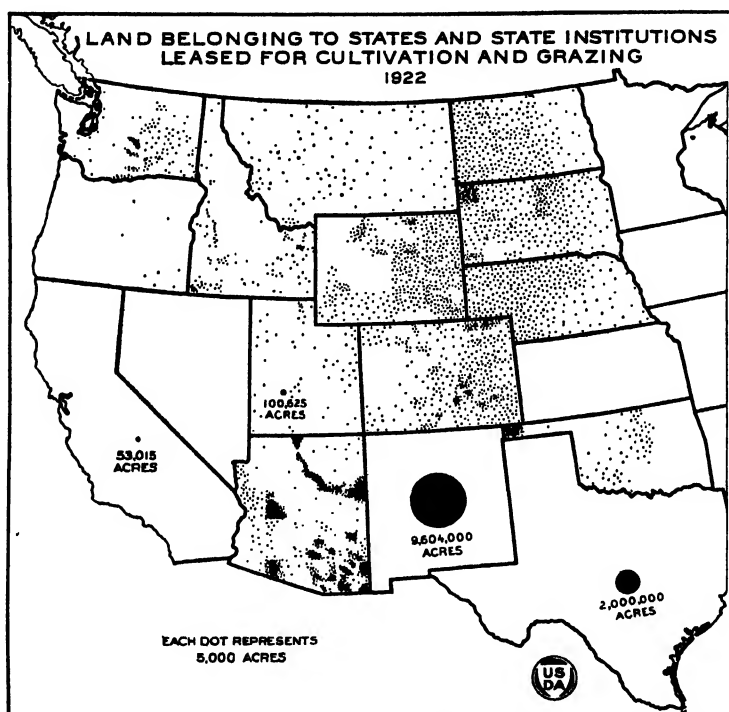 LAND BELONGING TO STATES AND STATE INSTITUTIONS
LEASED FOR CULTIVATION AND GRAZING
1922
100,625
ACRES
53,015
ACRES
9,604,000
ACRES
2,000,000
ACRES
EACH DOT REPRESENTS
5,000 ACRES
US
DA